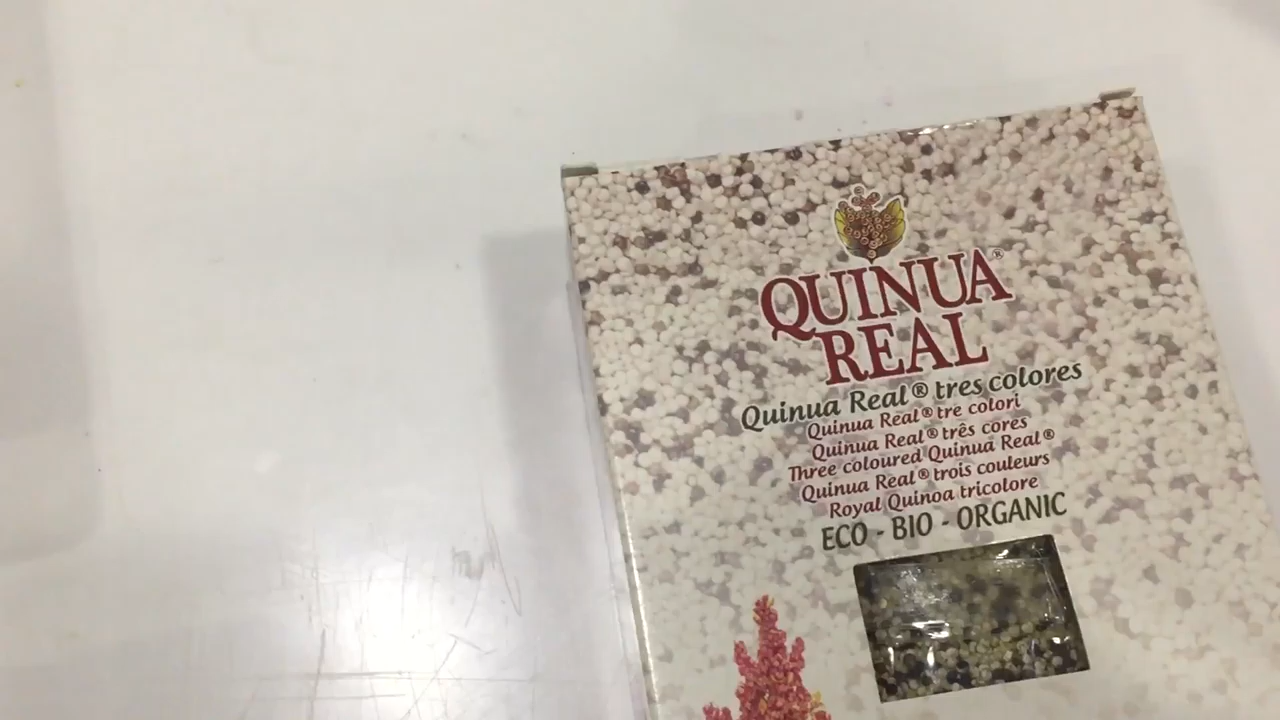 QUINUA®
REAL
Quinua Real® tres colores
Quinua Real® tre colori
Quinua Real® três cores
Three coloured Quinua Real®
Quinua Real® trois couleurs
Royal Quinoa tricolore
ECO - BIO - ORGANIC